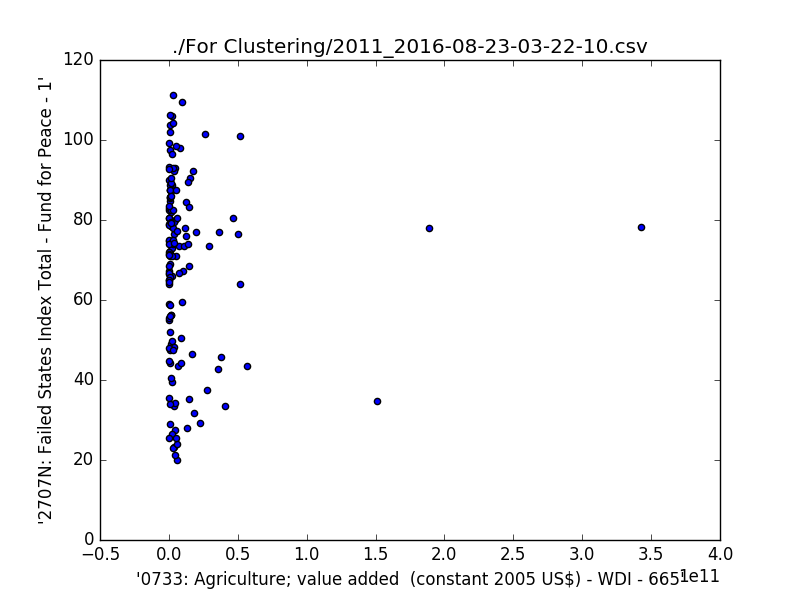 ./For Clustering/2011_2016-08-23-03-22-10.csv
'2707N: Failed States Index Total - Fund for Peace - 1'
120
100
80
60
40
20
0
−0.5 0.0 0.5 1.0 1.5 2.0 2.5 3.0 3.5 4.0
1e11
'0733: Agriculture; value added (constant 2005 US$) - WDI - 665'